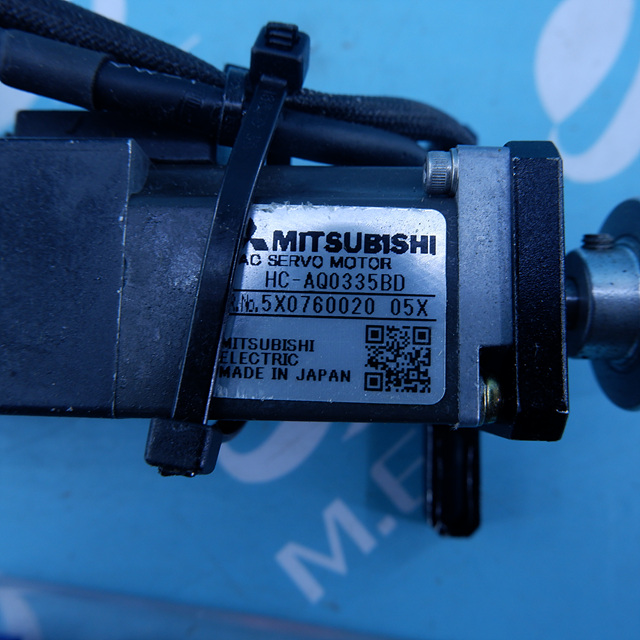 MITSUBISHI
AC SERVO MOTOR
HC-AQ0335BD
S.No.5X0760020 05X
MITSUBISHI
ELECTRIC
MADE IN JAPAN